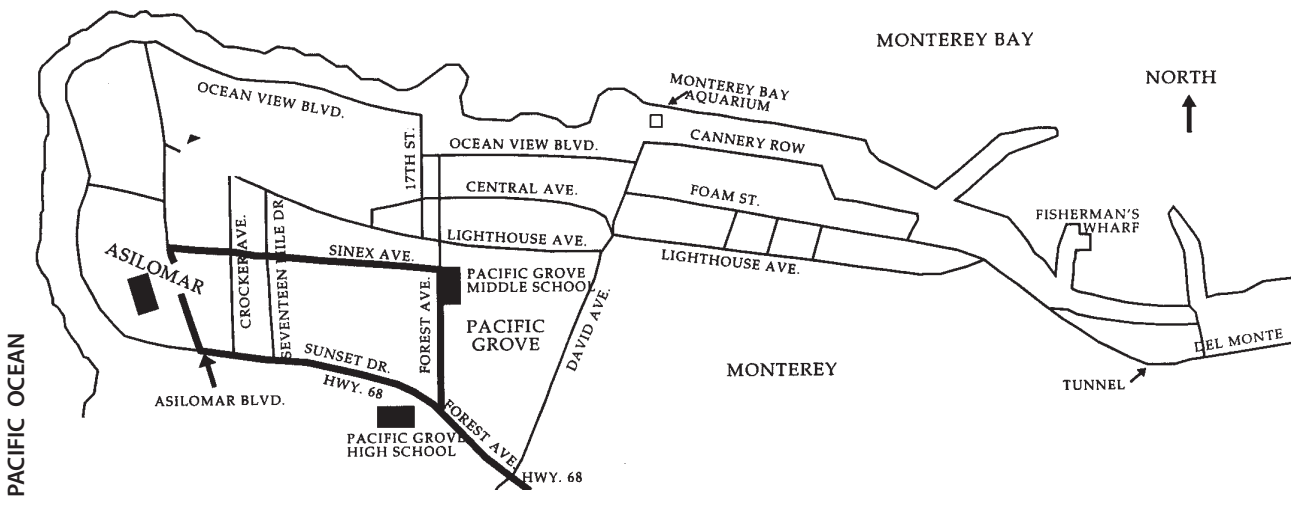 MONTEREY BAY
NORTH
MONTEREY BAY
AQUARIUM
OCEAN VIEW BLVD.
17TH ST.
OCEAN VIEW BLVD.
CANNERY ROW
CENTRAL AVE.
FOAM ST.
FISHERMAN'S
WHARF
LIGHTHOUSE AVE.
LIGHTHOUSE AVE.
SINEX AVE.
ASILOMAR
CROCKER AVE.
SEVENTEEN MILE DR.
PACIFIC GROVE
MIDDLE SCHOOL
FOREST AVE.
PACIFIC
GROVE
DAVID AVE.
MONTEREY
DEL MONTE
TUNNEL
SUNSET DR.
HWY. 68
ASILOMAR BLVD.
FOREST AVE.
PACIFIC GROVE
HIGH SCHOOL
HWY. 68
PACIFIC OCEAN